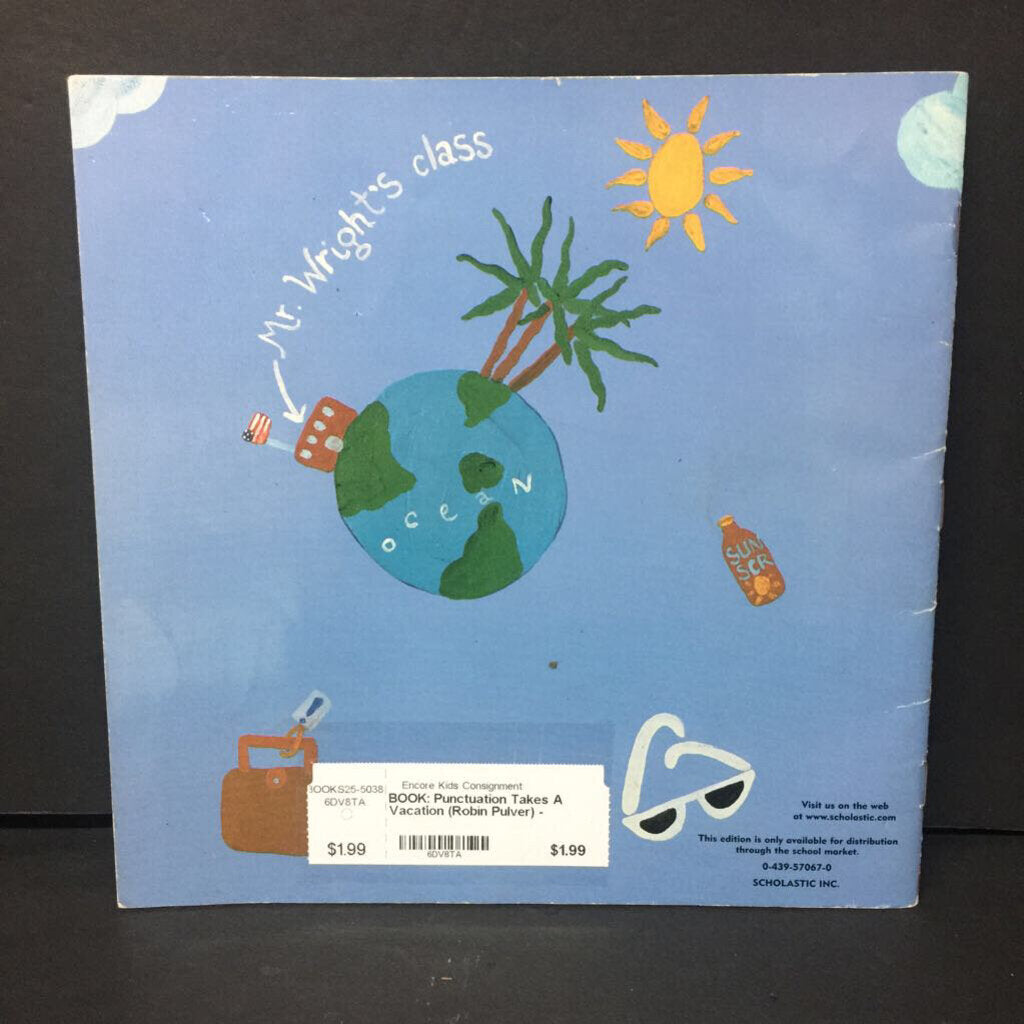 Mr. Wright's class
ocean
SUN
SCR
BOOKS25-5038
6DV8TA
$1.99
Encore Kids Consignment
BOOK: Punctuation Takes A
Vacation (Robin Pulver) -
6DV8TA
$1.99
Visit us on the web
at www.scholastic.com
This edition is only available for distribution
through the school market.
0-439-57067-0
SCHOLASTIC INC.